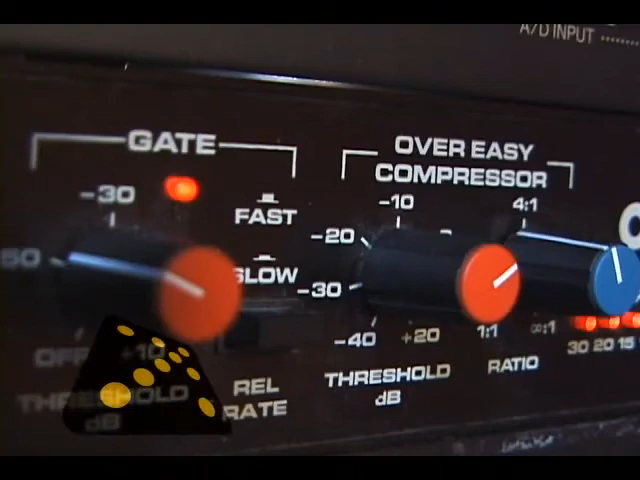 A/D INPUT
GATE
OVER EASY
COMPRESSOR
-30
FAST
-10
4:1
-20
50
SLOW
-30
OFF
+10
-40
+20
1:1
∞:1
30 20 15
THRESHOLD
dB
REL
RATE
THRESHOLD
dB
RATIO